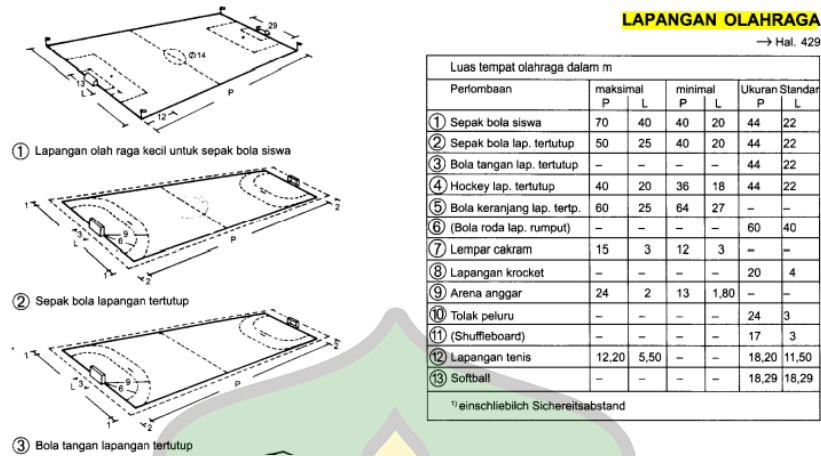 LAPANGAN OLAHRAGA
→ Hal. 429
29
Ø14
13
L
P
12
① Lapangan olah raga kecil untuk sepak bola siswa
1
2
3
9
6
L
P
1
2
② Sepak bola lapangan tertutup
1
2
3
9
6
L
P
1
2
③ Bola tangan lapangan tertutup
Luas tempat olahraga dalam m
Perlombaan maksimal minimal Ukuran Standar
P L P L P L
① Sepak bola siswa 70 40 40 20 44 22
② Sepak bola lap. tertutup 50 25 40 20 44 22
③ Bola tangan lap. tertutup – – – – 44 22
④ Hockey lap. tertutup 40 20 36 18 44 22
⑤ Bola keranjang lap. tertp. 60 25 64 27 – –
⑥ (Bola roda lap. rumput) 60 40
⑦ Lempar cakram 15 3 12 3 – –
⑧ Lapangan krocket – – – – 20 4
⑨ Arena anggar 24 2 13 1,80 – –
⑩ Tolak peluru – – – – 24 3
⑪ (Shuffleboard) – – – – 17 3
⑫ Lapangan tenis 12,20 5,50 – – 18,20 11,50
⑬ Softball – – – – 18,29 18,29
¹⁾ einschliebilch Sichereitsabstand